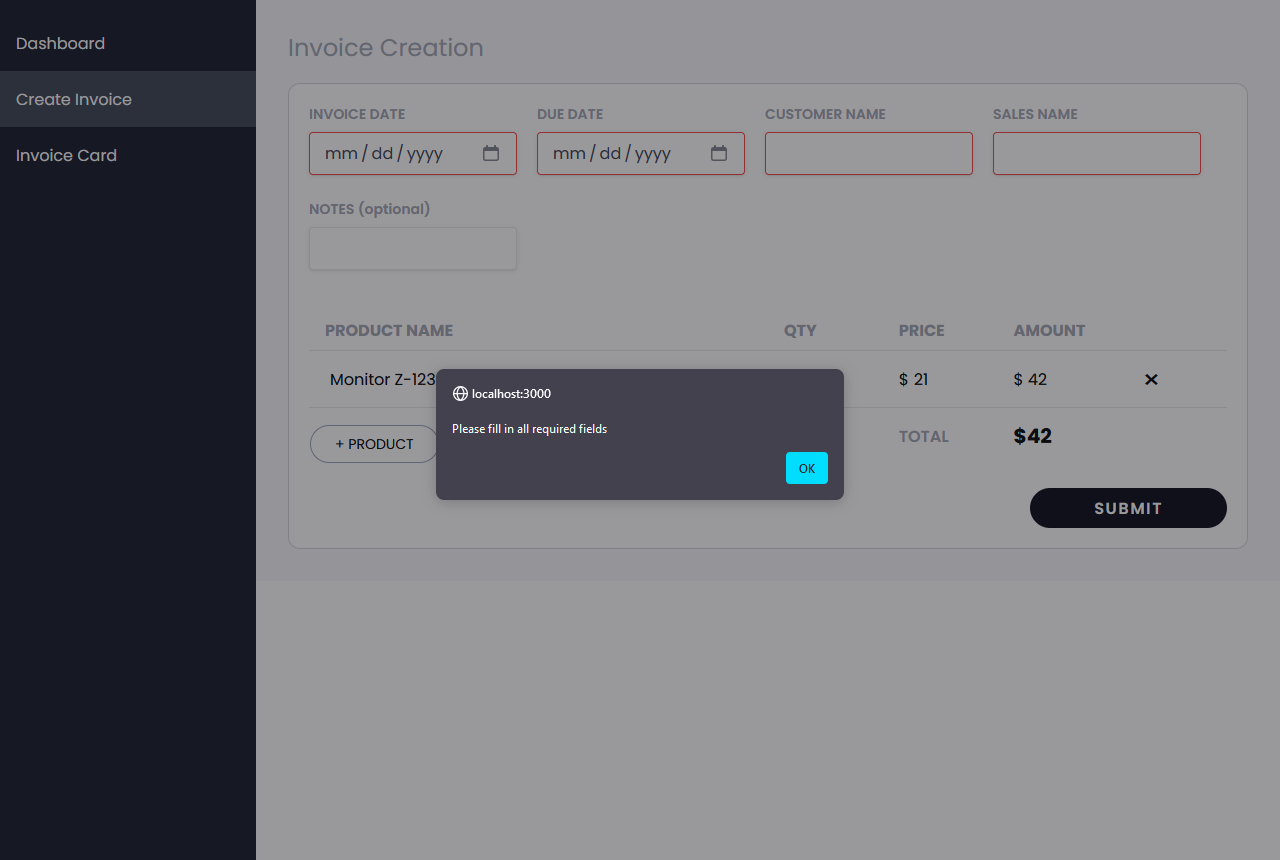 Dashboard
Create Invoice
Invoice Card
Invoice Creation
INVOICE DATE DUE DATE CUSTOMER NAME SALES NAME
mm / dd / yyyy mm / dd / yyyy
NOTES (optional)
PRODUCT NAME QTY PRICE AMOUNT
Monitor Z-123 $ 21 $ 42 ×
localhost:3000
Please fill in all required fields
OK
+ PRODUCT TOTAL $42
SUBMIT